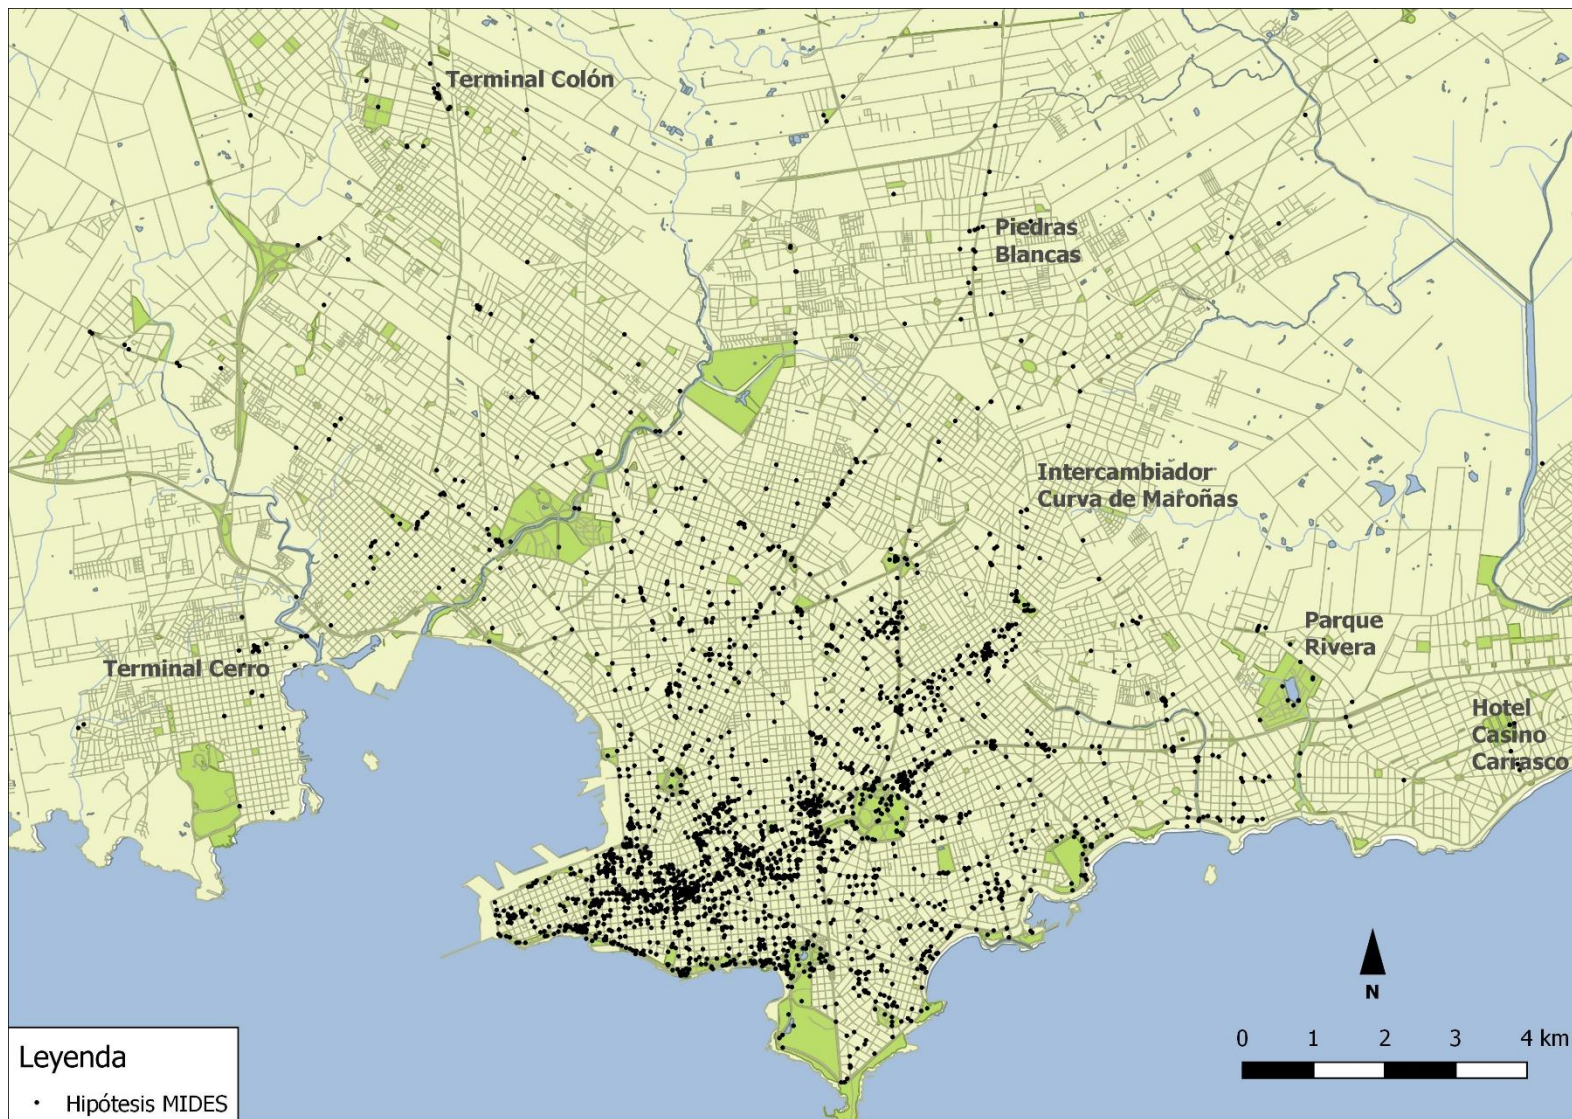 Terminal Colón
Piedras
Blancas
Intercambiador
Curva de Maroñas
Parque
Rivera
Terminal Cerro
Hotel
Casino
Carrasco
N
0 1 2 3 4 km
Leyenda
Hipótesis MIDES